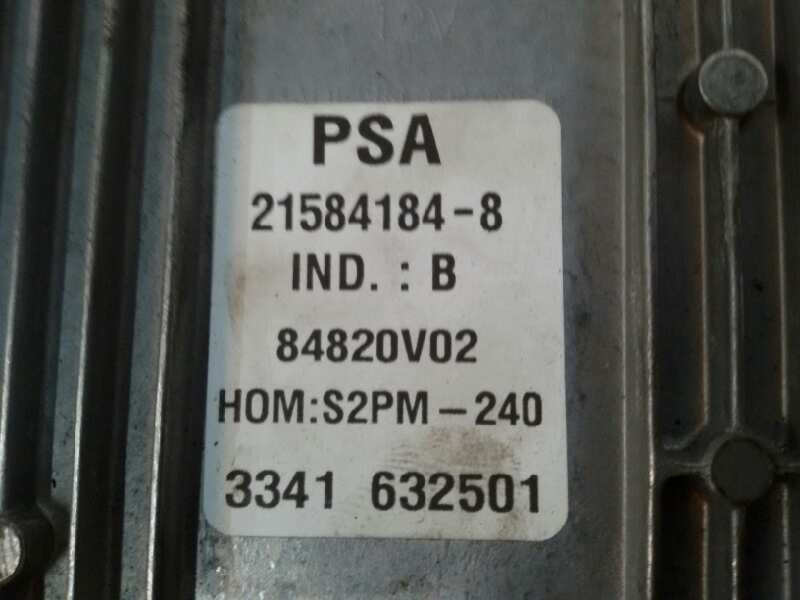 PSA
21584184-8
IND. : B
84820V02
HOM:S2PM-240
3341 632501